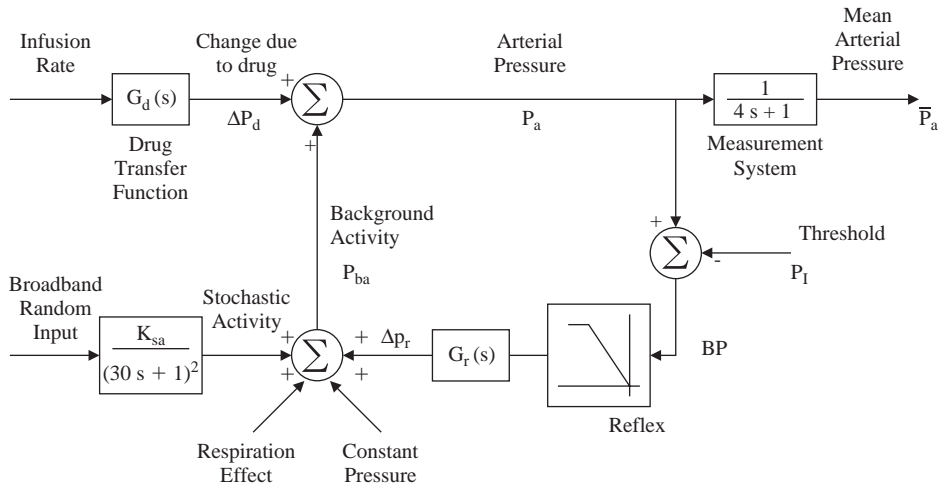 Infusion
Rate
G_d (s)
Drug
Transfer
Function
Change due
to drug
ΔP_d
+
Σ
+
Arterial
Pressure
P_a
1
4 s + 1
Measurement
System
Mean
Arterial
Pressure
P̅_a
+
Σ
-
Threshold
P_I
Background
Activity
P_ba
Broadband
Random
Input
K_sa
(30 s + 1)^2
Stochastic
Activity
+
+
Σ
+
+
Δp_r
G_r (s)
BP
Reflex
Respiration
Effect
Constant
Pressure